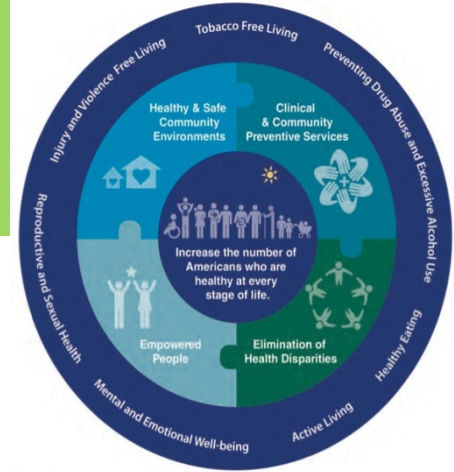 Tobacco Free Living
Preventing Drug Abuse and Excessive Alcohol Use
Healthy Eating
Active Living
Mental and Emotional Well-being
Reproductive and Sexual Health
Injury and Violence Free Living
Healthy & Safe
Community
Environments
Clinical
& Community
Preventive Services
Increase the number of
Americans who are
healthy at every
stage of life.
Empowered
People
Elimination of
Health Disparities